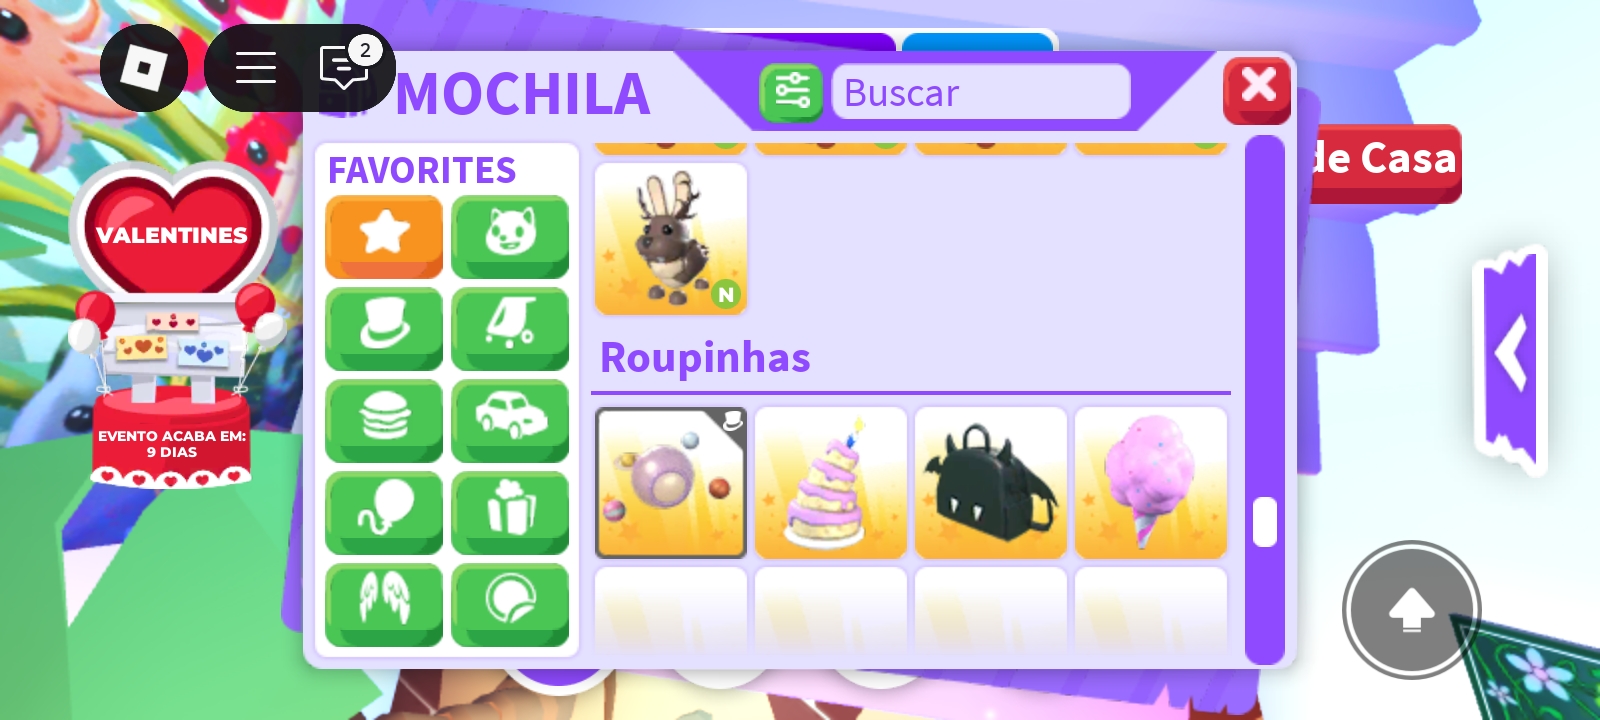 2
MOCHILA
Buscar
de Casa
FAVORITES
VALENTINES
N
Roupinhas
EVENTO ACABA EM:
9 DIAS